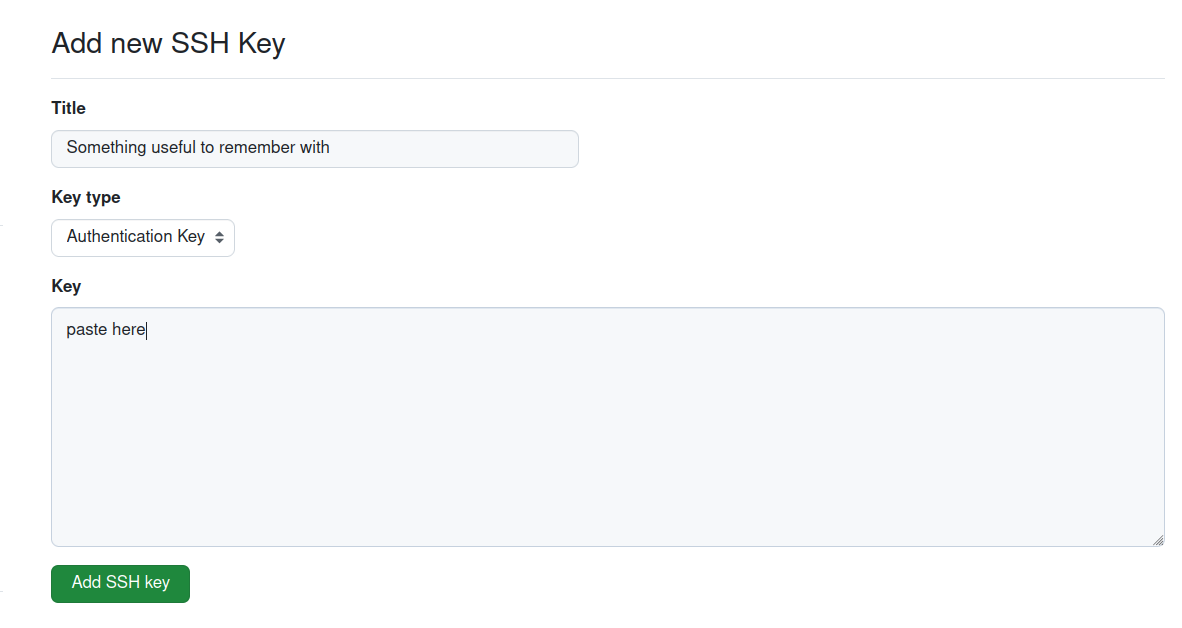 Add new SSH Key
Title
Something useful to remember with
Key type
Authentication Key
Key
paste here
Add SSH key